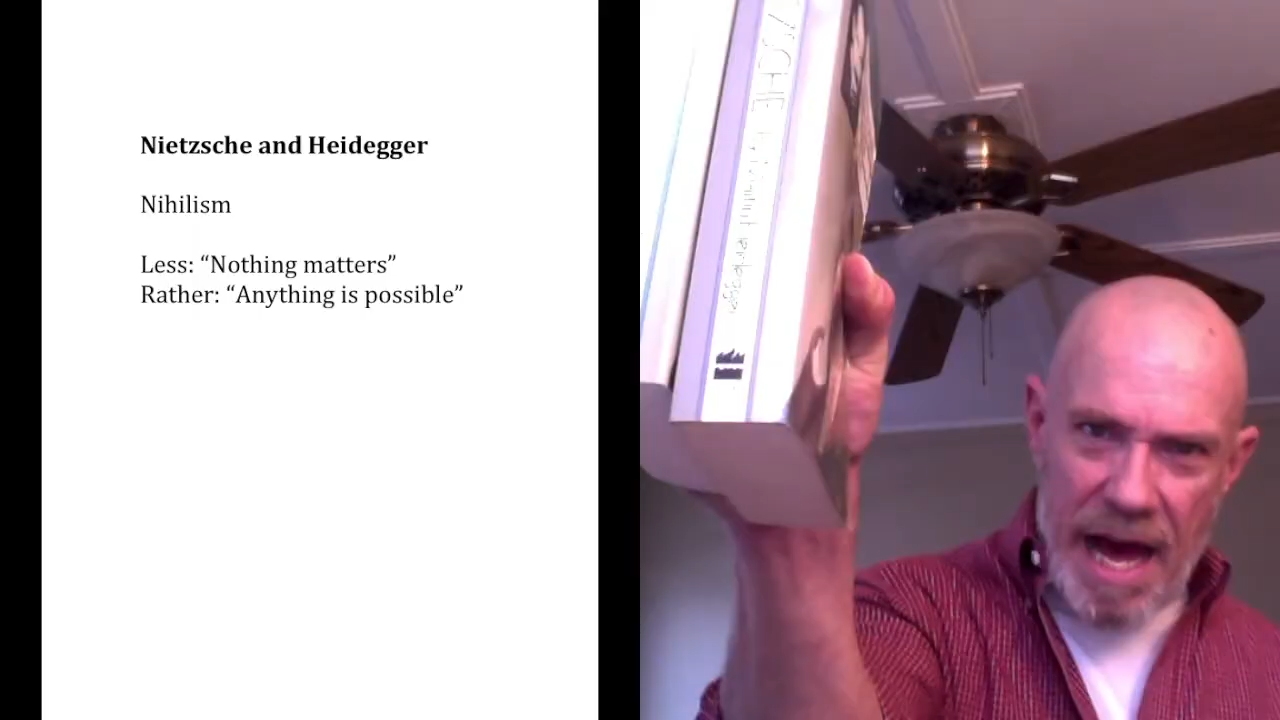 Nietzsche and Heidegger
Nihilism
Less: “Nothing matters”
Rather: “Anything is possible”